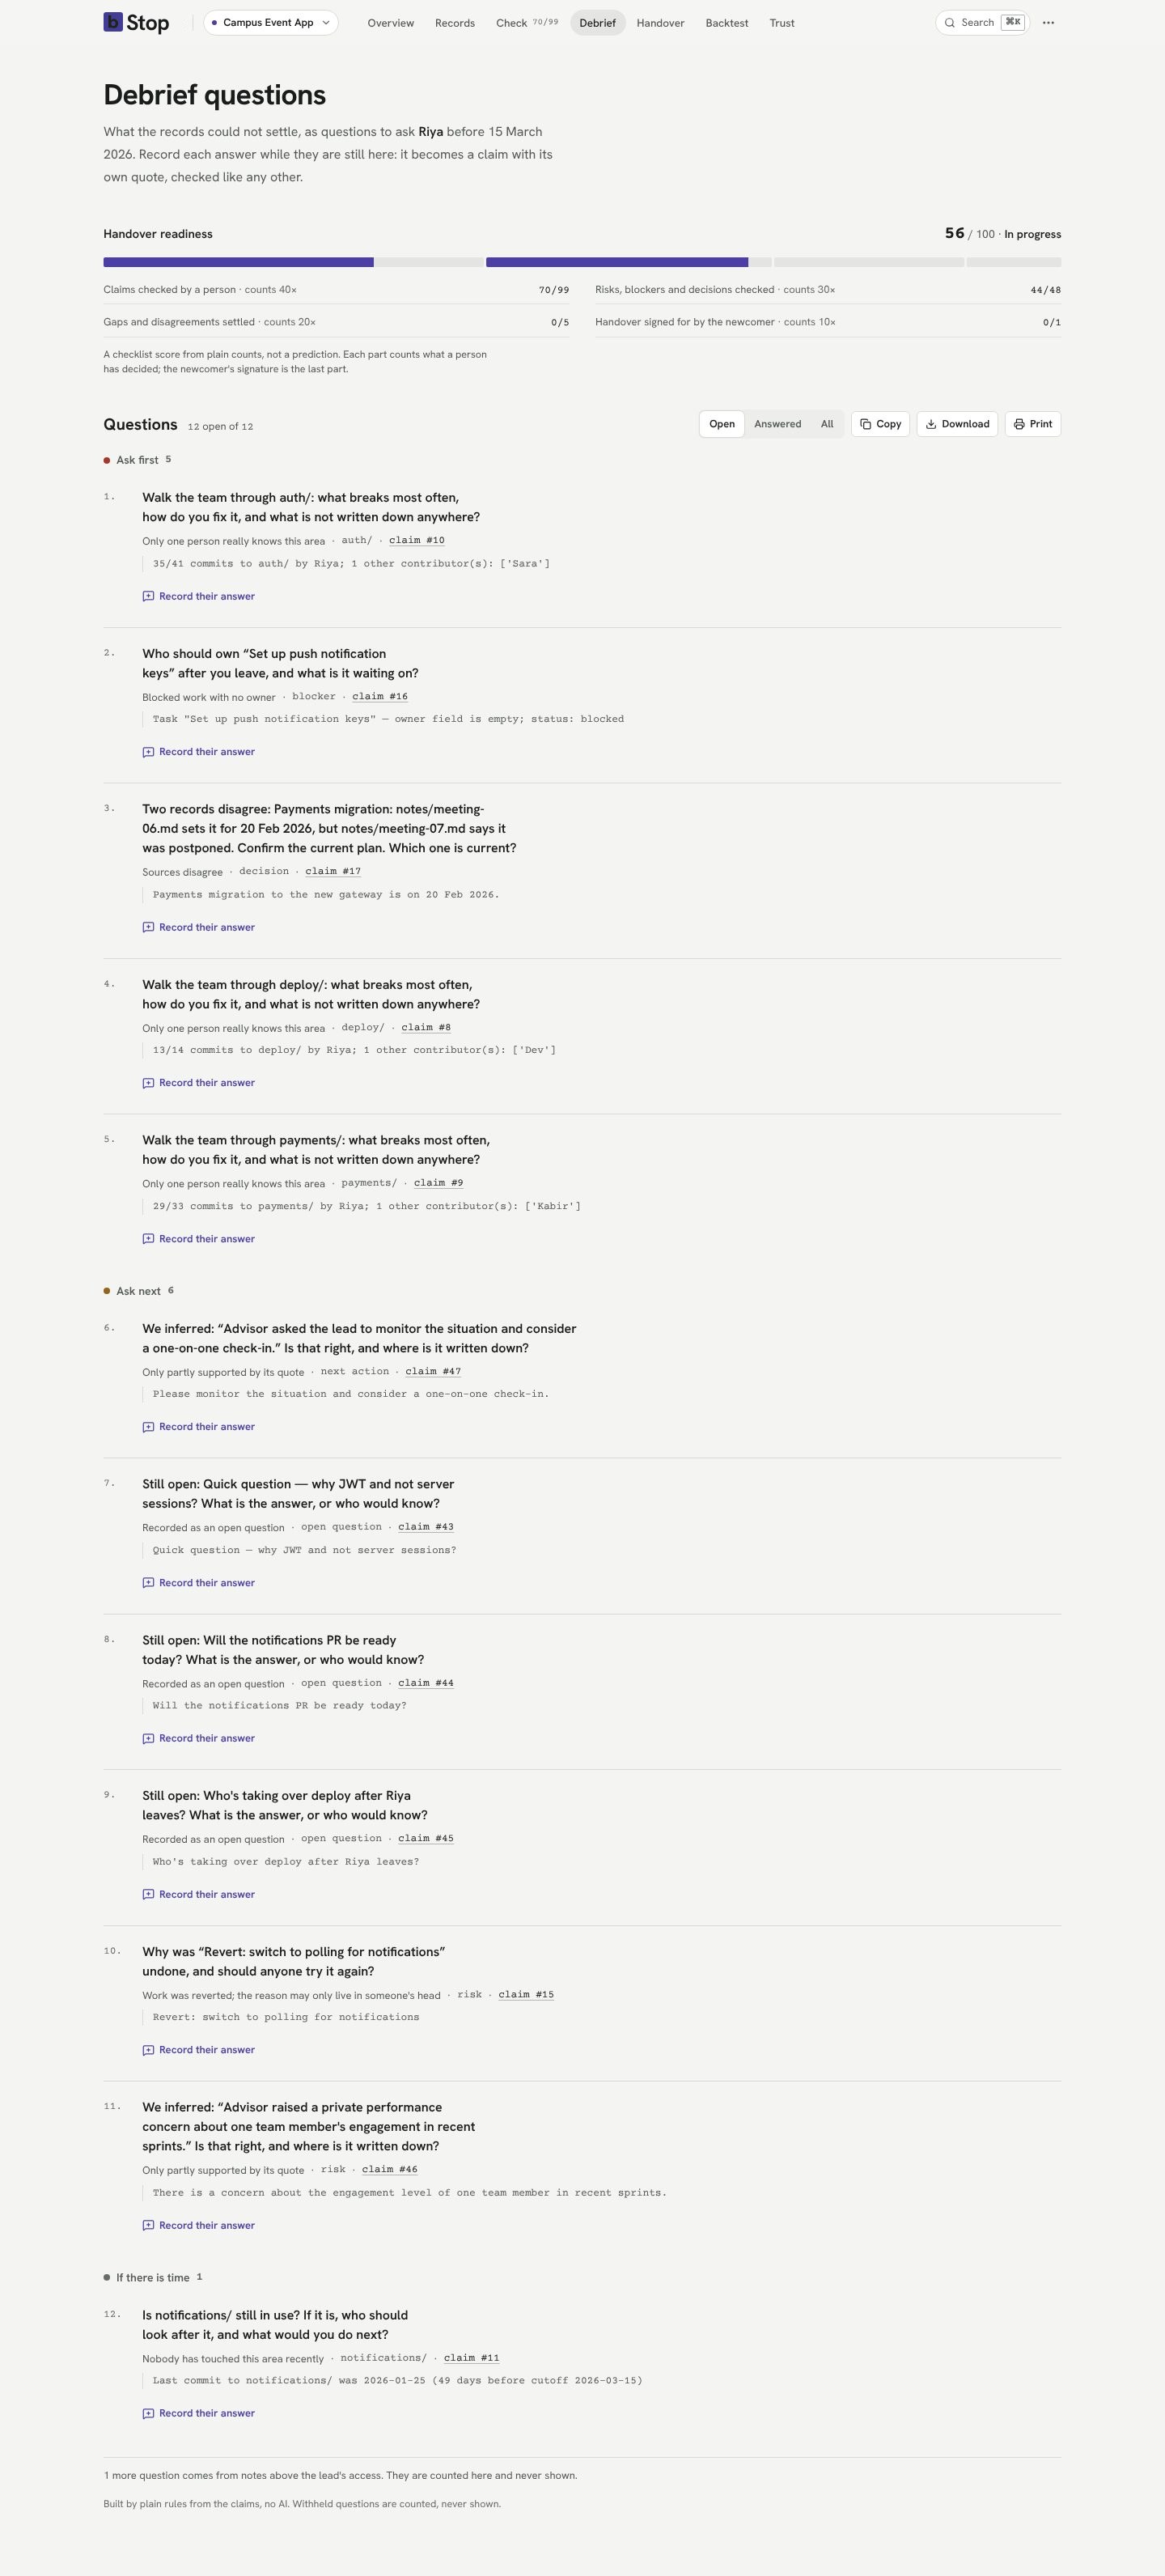 b Stop
Campus Event App
Overview
Records
Check 70/99
Debrief
Handover
Backtest
Trust
Search ⌘K
Debrief questions
What the records could not settle, as questions to ask Riya before 15 March
2026. Record each answer while they are still here: it becomes a claim with its
own quote, checked like any other.
Handover readiness
56 / 100 · In progress
Claims checked by a person · counts 40×
70/99
Risks, blockers and decisions checked · counts 30×
44/48
Gaps and disagreements settled · counts 20×
0/5
Handover signed for by the newcomer · counts 10×
0/1
A checklist score from plain counts, not a prediction. Each part counts what a person
has decided; the newcomer's signature is the last part.
Questions 12 open of 12
Open
Answered
All
Copy
Download
Print
Ask first 5
1. Walk the team through auth/: what breaks most often,
how do you fix it, and what is not written down anywhere?
Only one person really knows this area · auth/ · claim #10
35/41 commits to auth/ by Riya; 1 other contributor(s): ['Sara']
Record their answer
2. Who should own “Set up push notification
keys” after you leave, and what is it waiting on?
Blocked work with no owner · blocker · claim #16
Task "Set up push notification keys" — owner field is empty; status: blocked
Record their answer
3. Two records disagree: Payments migration: notes/meeting-
06.md sets it for 20 Feb 2026, but notes/meeting-07.md says it
was postponed. Confirm the current plan. Which one is current?
Sources disagree · decision · claim #17
Payments migration to the new gateway is on 20 Feb 2026.
Record their answer
4. Walk the team through deploy/: what breaks most often,
how do you fix it, and what is not written down anywhere?
Only one person really knows this area · deploy/ · claim #8
13/14 commits to deploy/ by Riya; 1 other contributor(s): ['Dev']
Record their answer
5. Walk the team through payments/: what breaks most often,
how do you fix it, and what is not written down anywhere?
Only one person really knows this area · payments/ · claim #9
29/33 commits to payments/ by Riya; 1 other contributor(s): ['Kabir']
Record their answer
Ask next 6
6. We inferred: “Advisor asked the lead to monitor the situation and consider
a one-on-one check-in.” Is that right, and where is it written down?
Only partly supported by its quote · next action · claim #47
Please monitor the situation and consider a one-on-one check-in.
Record their answer
7. Still open: Quick question — why JWT and not server
sessions? What is the answer, or who would know?
Recorded as an open question · open question · claim #43
Quick question — why JWT and not server sessions?
Record their answer
8. Still open: Will the notifications PR be ready
today? What is the answer, or who would know?
Recorded as an open question · open question · claim #44
Will the notifications PR be ready today?
Record their answer
9. Still open: Who's taking over deploy after Riya
leaves? What is the answer, or who would know?
Recorded as an open question · open question · claim #45
Who's taking over deploy after Riya leaves?
Record their answer
10. Why was “Revert: switch to polling for notifications”
undone, and should anyone try it again?
Work was reverted; the reason may only live in someone's head · risk · claim #15
Revert: switch to polling for notifications
Record their answer
11. We inferred: “Advisor raised a private performance
concern about one team member's engagement in recent
sprints.” Is that right, and where is it written down?
Only partly supported by its quote · risk · claim #46
There is a concern about the engagement level of one team member in recent sprints.
Record their answer
If there is time 1
12. Is notifications/ still in use? If it is, who should
look after it, and what would you do next?
Nobody has touched this area recently · notifications/ · claim #11
Last commit to notifications/ was 2026-01-25 (49 days before cutoff 2026-03-15)
Record their answer
1 more question comes from notes above the lead's access. They are counted here and never shown.
Built by plain rules from the claims, no AI. Withheld questions are counted, never shown.